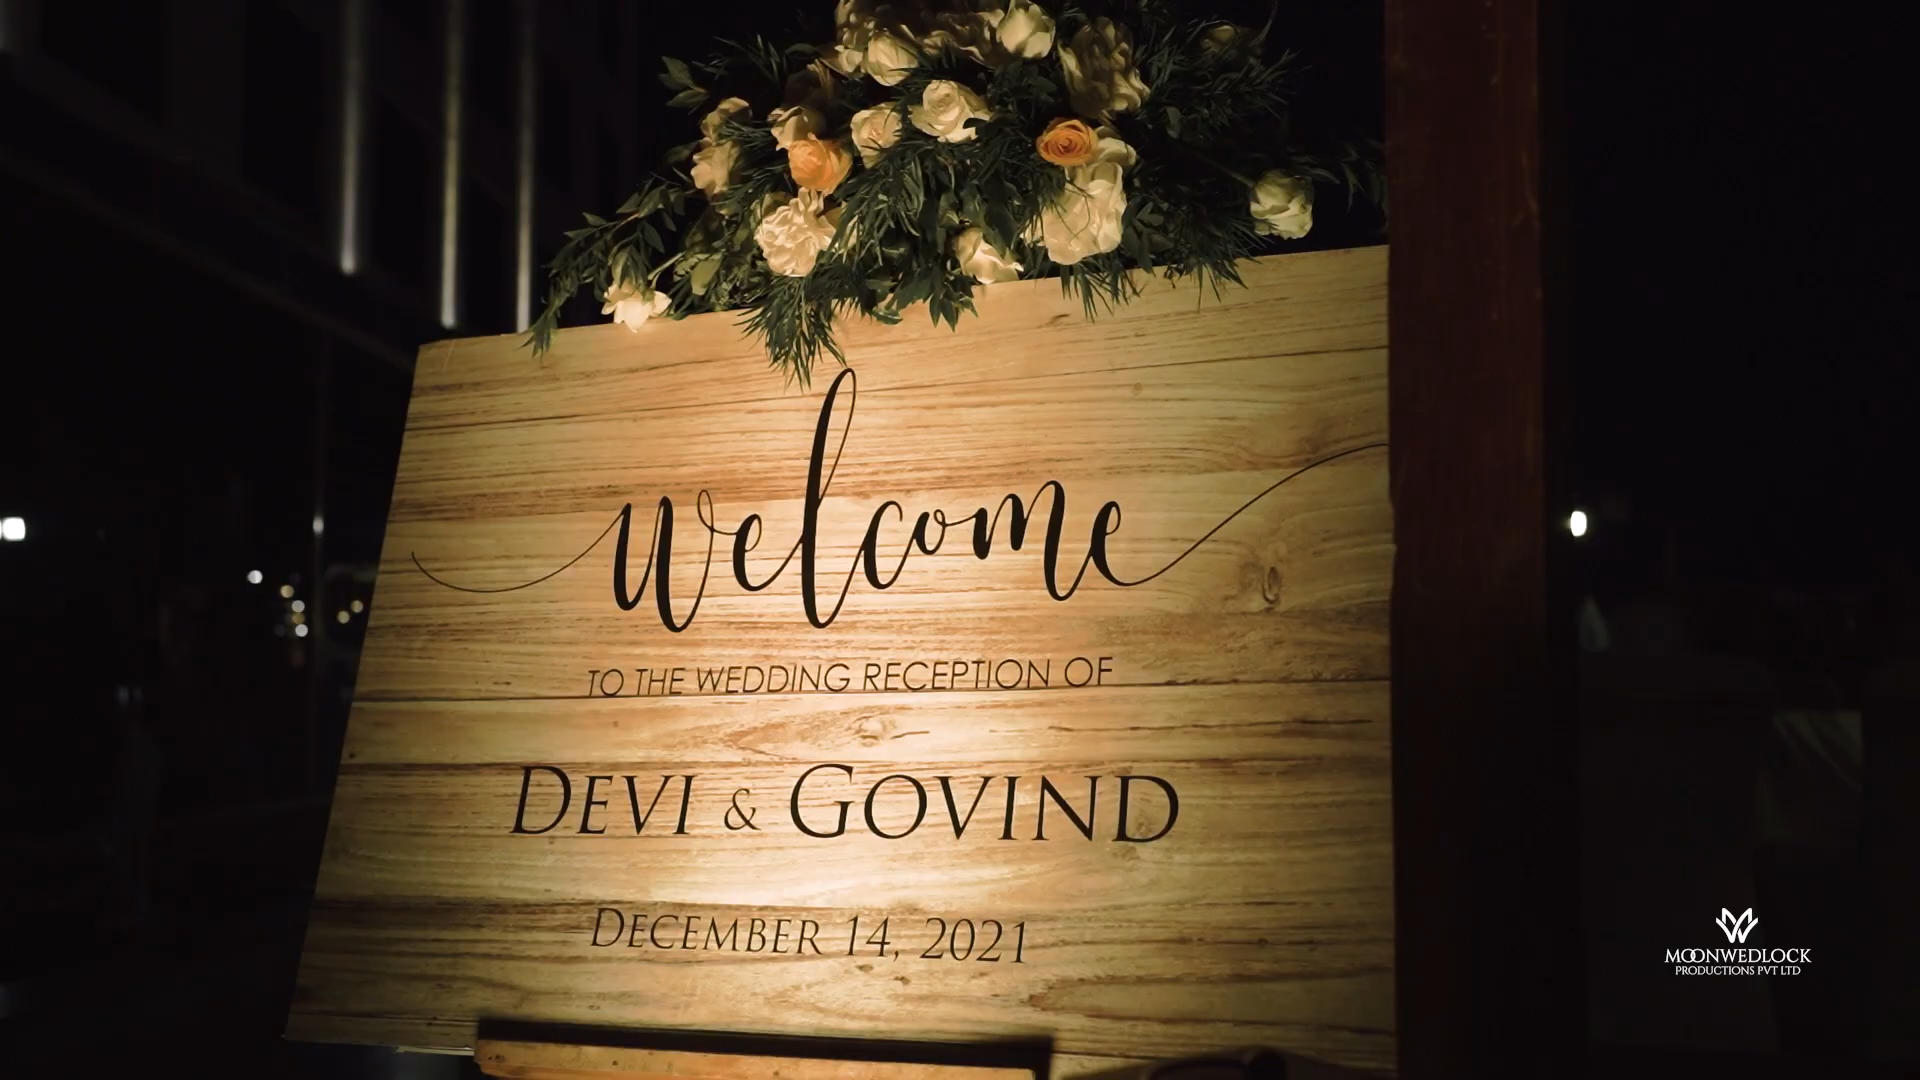 welcome
TO THE WEDDING RECEPTION OF
DEVI & GOVIND
DECEMBER 14, 2021
MOONWEDLOCK
PRODUCTIONS PVT LTD